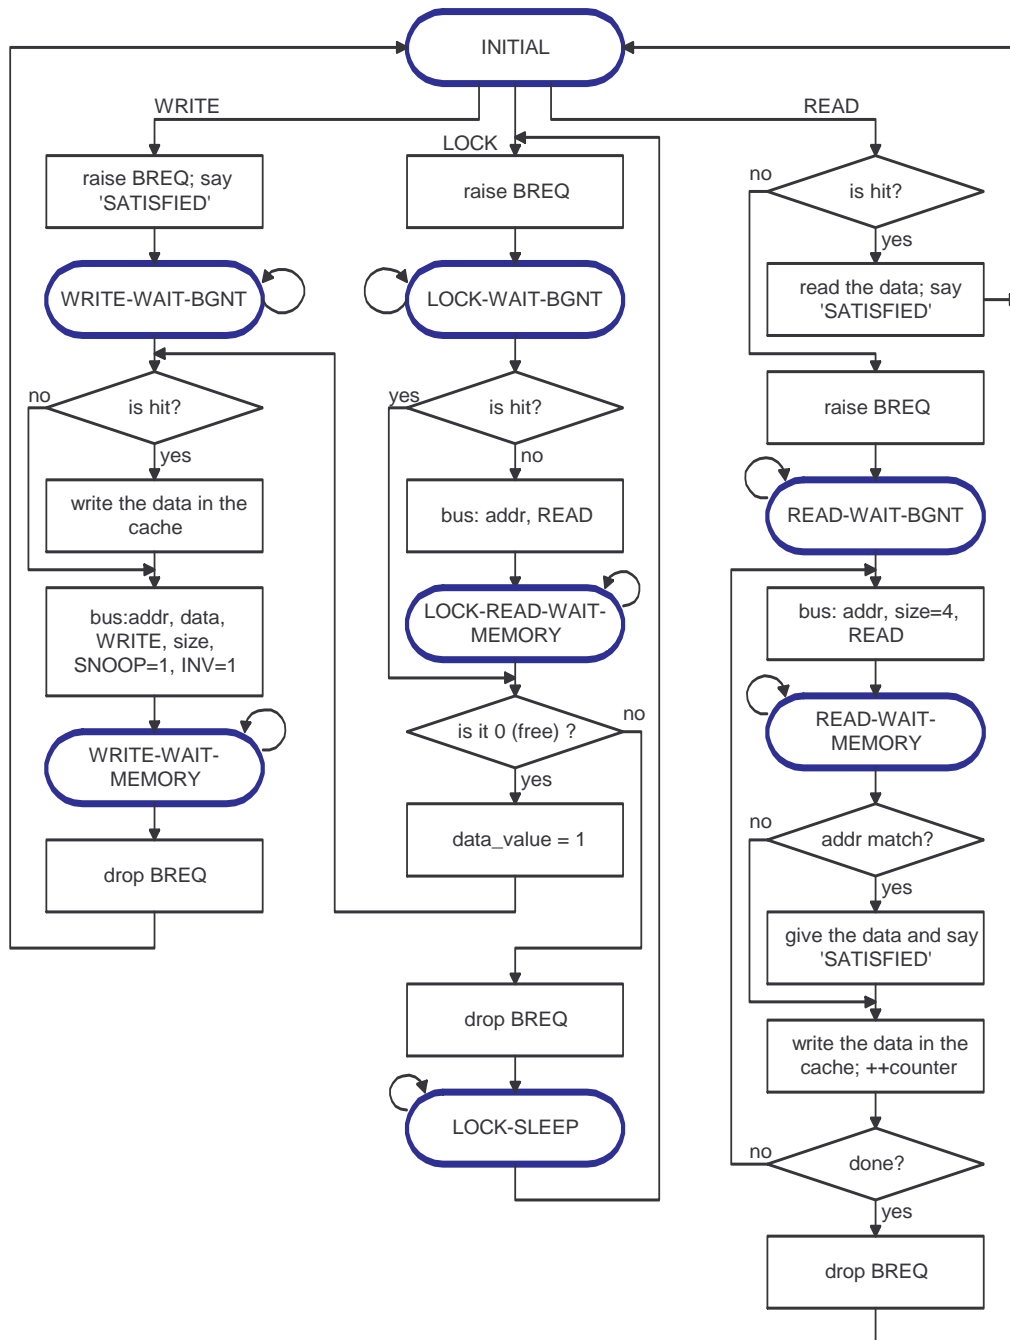 INITIAL
WRITE
LOCK
READ
raise BREQ; say
'SATISFIED'
WRITE-WAIT-BGNT
is hit?
no
yes
write the data in the
cache
bus:addr, data,
WRITE, size,
SNOOP=1, INV=1
WRITE-WAIT-
MEMORY
drop BREQ
raise BREQ
LOCK-WAIT-BGNT
is hit?
yes
no
bus: addr, READ
LOCK-READ-WAIT-
MEMORY
is it 0 (free) ?
no
yes
data_value = 1
drop BREQ
LOCK-SLEEP
is hit?
no
yes
read the data; say
'SATISFIED'
raise BREQ
READ-WAIT-BGNT
bus: addr, size=4,
READ
READ-WAIT-
MEMORY
addr match?
no
yes
give the data and say
'SATISFIED'
write the data in the
cache; ++counter
done?
no
yes
drop BREQ